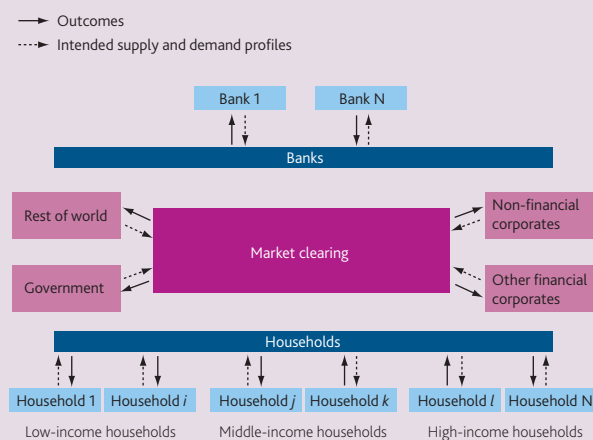 Outcomes
Intended supply and demand profiles
Bank 1
Bank N
Banks
Rest of world
Non-financial
corporates
Market clearing
Government
Other financial
corporates
Households
Household 1
Household i
Household j
Household k
Household l
Household N
Low-income households
Middle-income households
High-income households